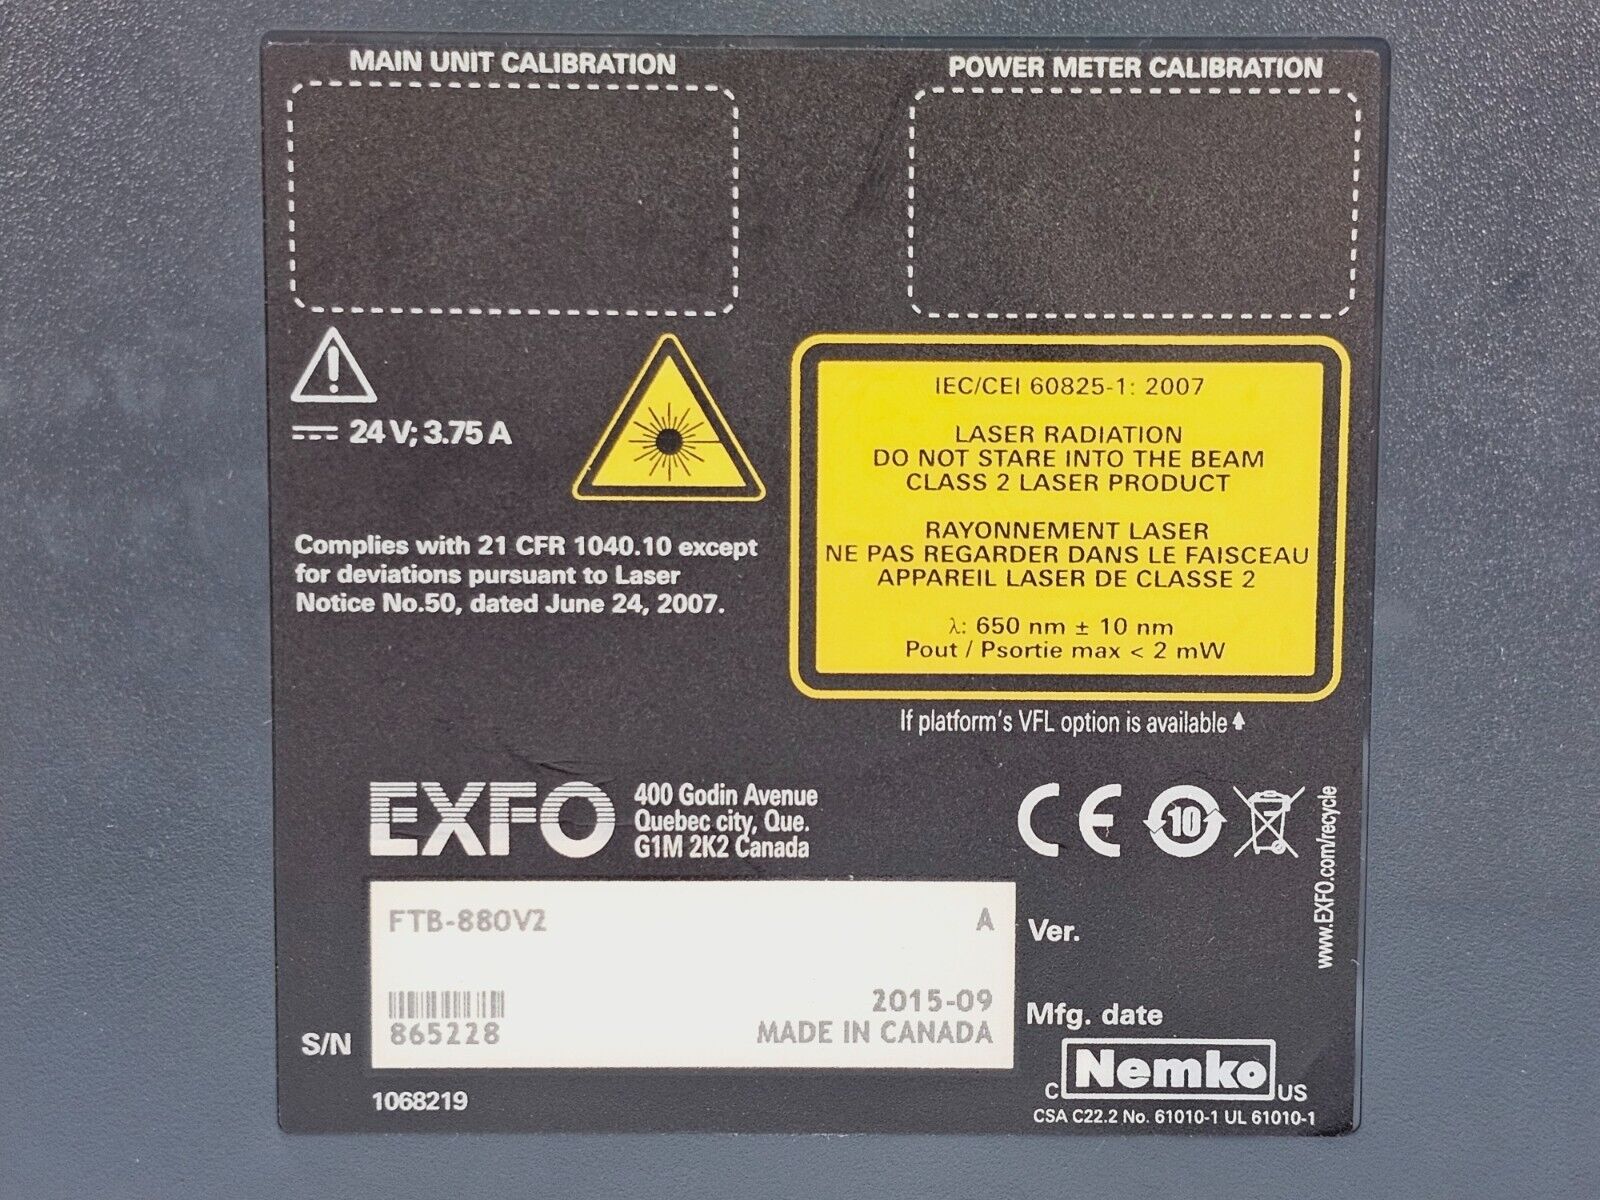 MAIN UNIT CALIBRATION
POWER METER CALIBRATION
24 V; 3.75 A
Complies with 21 CFR 1040.10 except
for deviations pursuant to Laser
Notice No.50, dated June 24, 2007.
IEC/CEI 60825-1: 2007
LASER RADIATION
DO NOT STARE INTO THE BEAM
CLASS 2 LASER PRODUCT
RAYONNEMENT LASER
NE PAS REGARDER DANS LE FAISCEAU
APPAREIL LASER DE CLASSE 2
λ: 650 nm ± 10 nm
Pout / Psortie max < 2 mW
If platform's VFL option is available
EXFO
400 Godin Avenue
Quebec city, Que.
G1M 2K2 Canada
CE
10
www.EXFO.com/recycle
FTB-880V2 A
Ver.
2015-09
Mfg. date
S/N
865228
MADE IN CANADA
1068219
C Nemko US
CSA C22.2 No. 61010-1 UL 61010-1